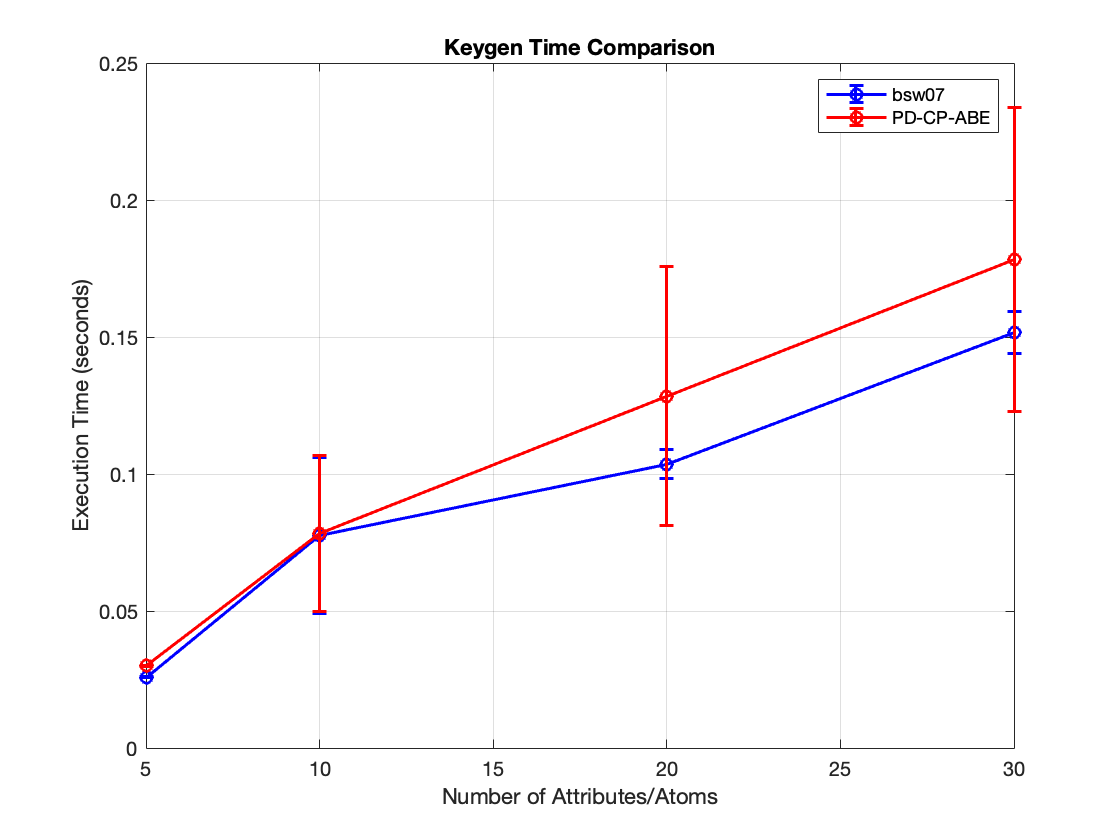 Keygen Time Comparison
0.25
0.2
0.15
0.1
0.05
0
Execution Time (seconds)
bsw07
PD-CP-ABE
5 10 15 20 25 30
Number of Attributes/Atoms